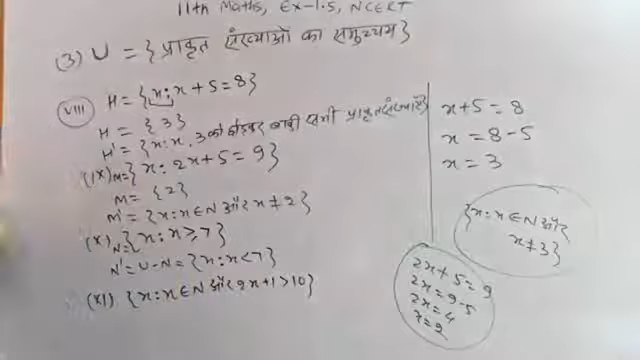 11th Maths, Ex-1.5, NCERT
(3) U = {प्राकृत संख्याओं का समुच्चय}
(VIII) H = {x: x + 5 = 8}
H = {3}
H' = {x: x, 3 को छोड़कर बाकी सभी प्राकृत संख्याएँ}
(IX) M = {x: 2x + 5 = 9}
M = {2}
M' = {x: x ∈ N और x ≠ 2}
(X) N = {x: x ≥ 7}
N' = U - N = {x: x < 7}
(XI) {x: x ∈ N और 2x + 1 > 10}
x + 5 = 8
x = 8 - 5
x = 3
{x: x ∈ N और
x ≠ 3}
2x + 5 = 9
2x = 9 - 5
2x = 4
x = 2